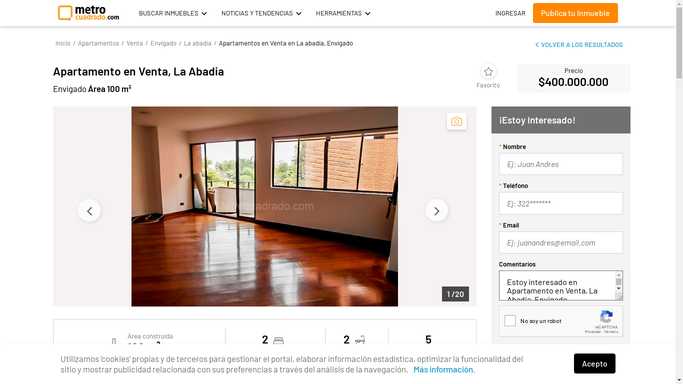 metro
cuadrado.com
BUSCAR INMUEBLES
NOTICIAS Y TENDENCIAS
HERRAMIENTAS
INGRESAR
Publica tu Inmueble
Inicio / Apartamentos / Venta / Envigado / La abadia / Apartamentos en Venta en La abadia, Envigado
VOLVER A LOS RESULTADOS
Apartamento en Venta, La Abadia
Envigado Área 100 m²
Favorito
Precio
$400.000.000
1 / 20
¡Estoy Interesado!
* Nombre
Ej: Juan Andres
* Teléfono
Ej: 322*******
* Email
Ej: juanandres@email.com
Comentarios
Estoy interesado en
Apartamento en Venta, La
Abadia, Envigado
No soy un robot
reCAPTCHA
Privacidad - Términos
Área construida
2
2
5
Utilizamos 'cookies' propias y de terceros para gestionar el portal, elaborar información estadística, optimizar la funcionalidad del
sitio y mostrar publicidad relacionada con sus preferencias a través del análisis de la navegación. Más información.
Acepto